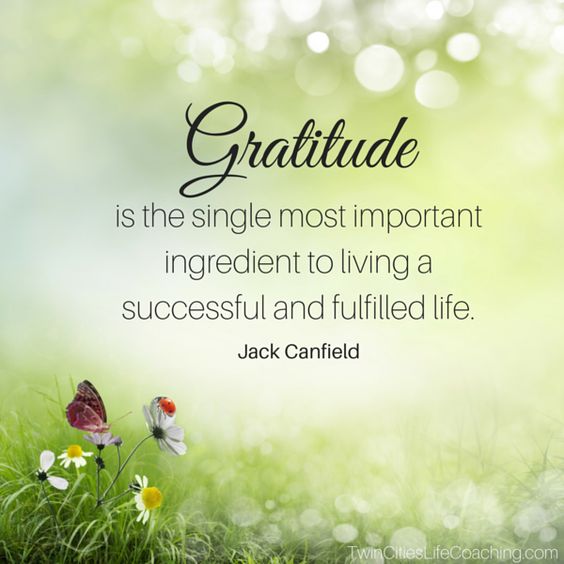 Gratitude
is the single most important
ingredient to living a
successful and fulfilled life.
Jack Canfield
TwinCitiesLifeCoaching.com